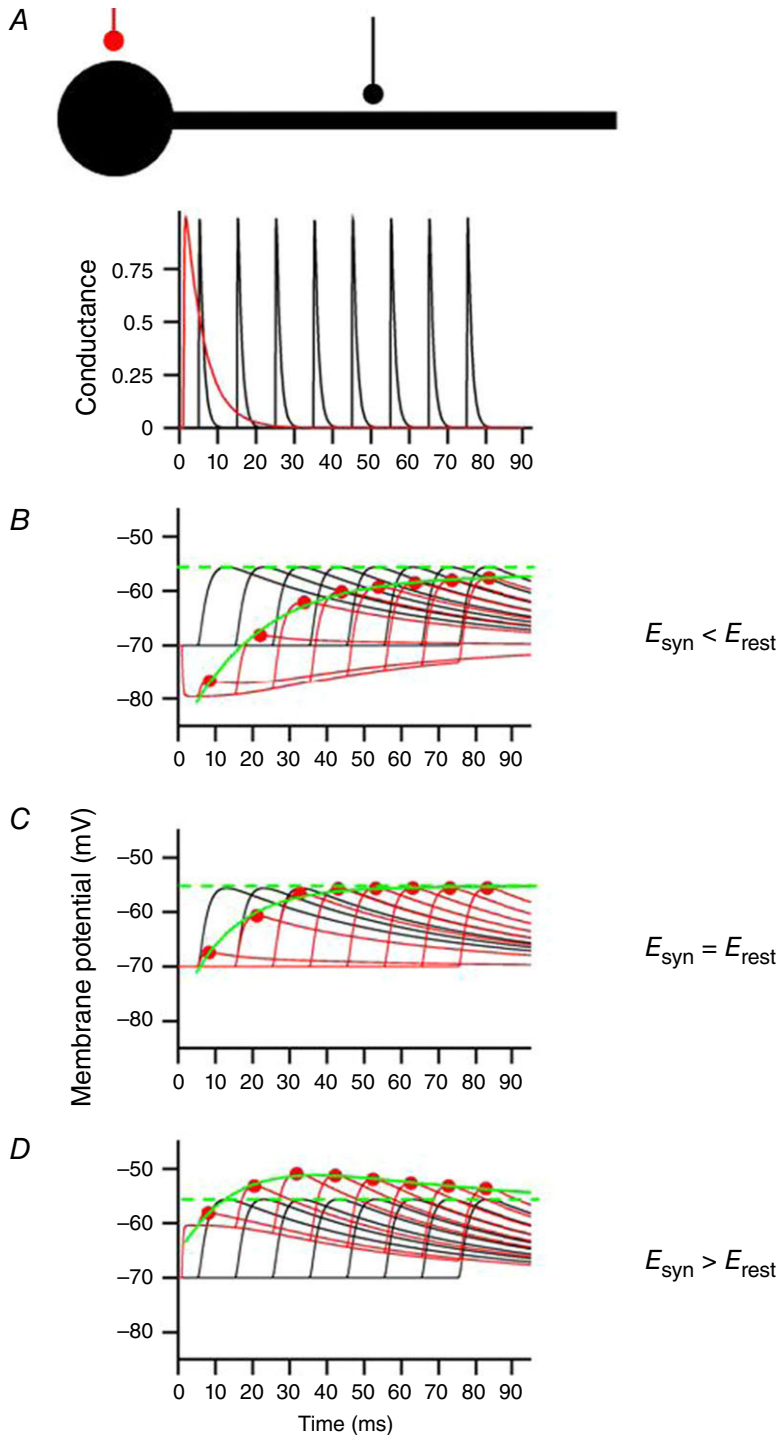 A
Conductance
0.75
0.5
0.25
0
0 10 20 30 40 50 60 70 80 90
B
–50
–60
–70
–80
0 10 20 30 40 50 60 70 80 90
Esyn < Erest
C
Membrane potential (mV)
–50
–60
–70
–80
0 10 20 30 40 50 60 70 80 90
Esyn = Erest
D
–50
–60
–70
–80
0 10 20 30 40 50 60 70 80 90
Time (ms)
Esyn > Erest